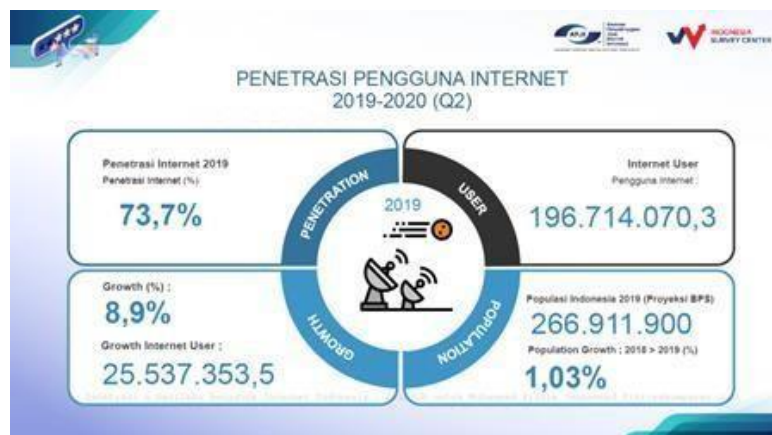 APJII
INDONESIA
SURVEY CENTER
PENETRASI PENGGUNA INTERNET
2019-2020 (Q2)
Penetrasi Internet 2019
Penetrasi Internet (%)
73,7%
PENETRATION
2019
USER
Internet User
Pengguna Internet :
196.714.070,3
Growth (%) :
8,9%
Growth Internet User :
25.537.353,5
GROWTH
POPULATION
Populasi Indonesia 2019 (Proyeksi BPS)
266.911.900
Population Growth : 2018 > 2019 (%)
1,03%